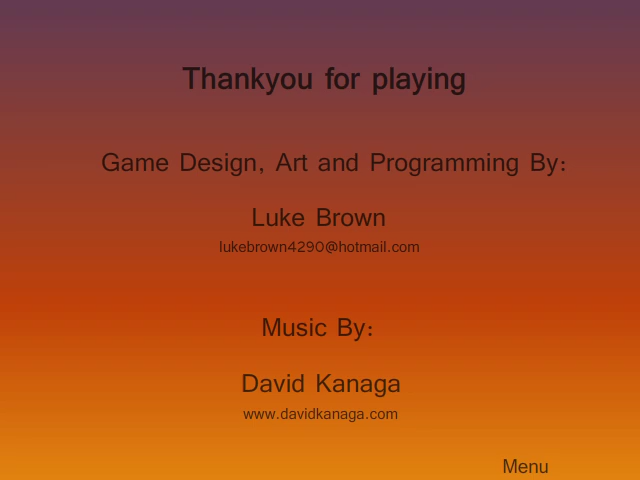 Thankyou for playing
Game Design, Art and Programming By:
Luke Brown
lukebrown4290@hotmail.com
Music By:
David Kanaga
www.davidkanaga.com
Menu